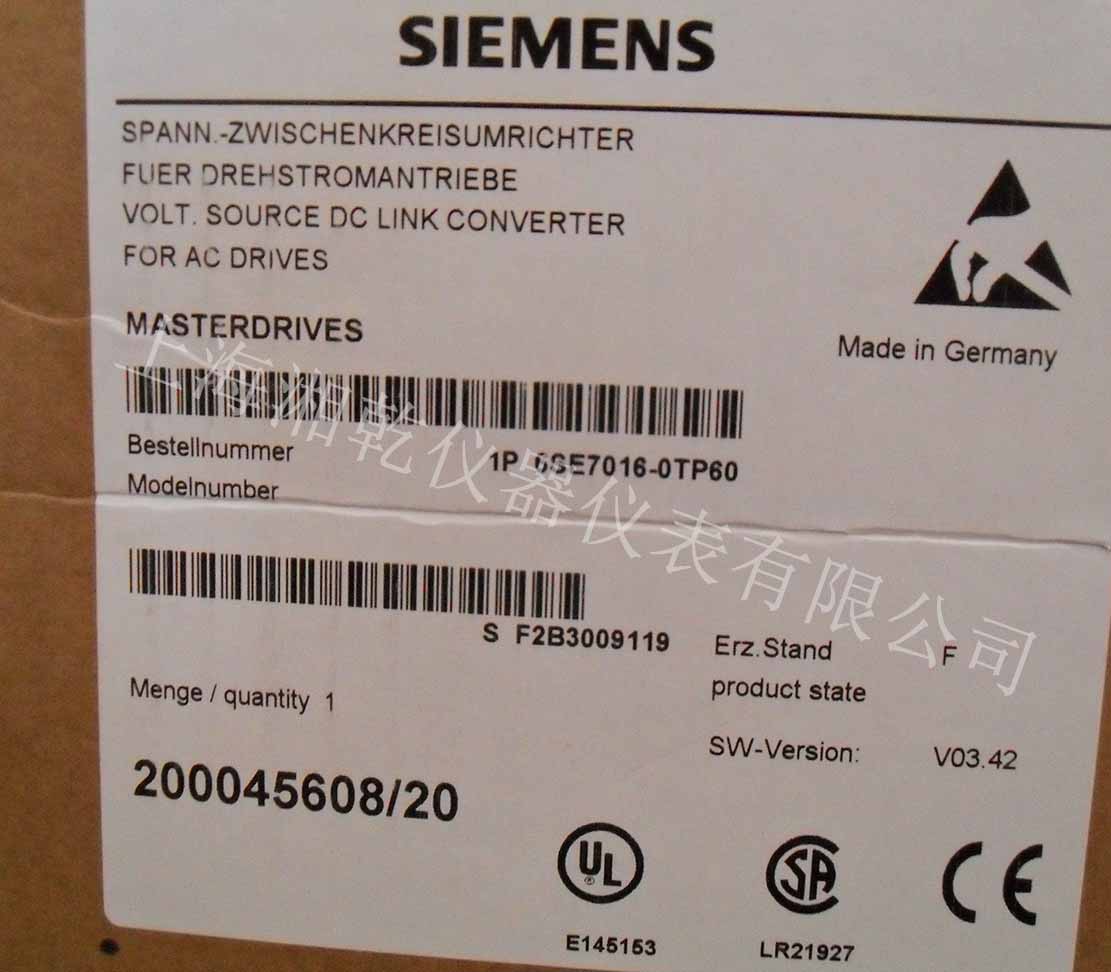 SIEMENS
SPANN.-ZWISCHENKREISUMRICHTER
FUER DREHSTROMANTRIEBE
VOLT. SOURCE DC LINK CONVERTER
FOR AC DRIVES
MASTERDRIVES
Made in Germany
Bestellnummer 1P 6SE7016-0TP60
Modelnumber
上海湘乾仪器仪表有限公司
S F2B3009119
Erz.Stand F
product state
Menge / quantity 1
SW-Version: V03.42
200045608/20
UL
SA
CE
E145153
LR21927